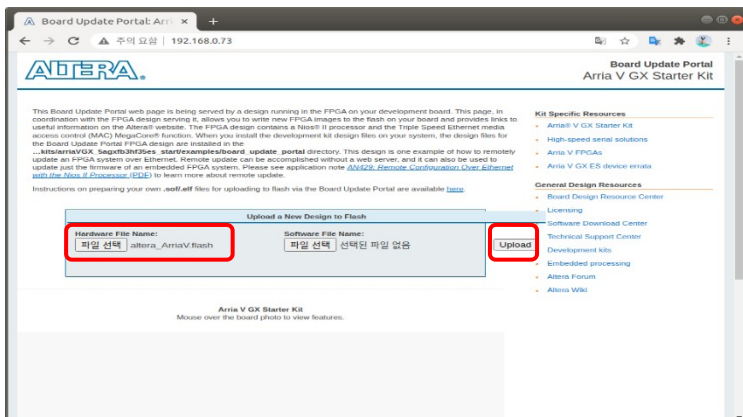 Board Update Portal: Arri
주의 요함 | 192.168.0.73
ALTERA®
Board Update Portal
Arria V GX Starter Kit
This Board Update Portal web page is being served by a design running in the FPGA on your development board. This page, in
coordination with the FPGA design serving it, allows you to write new FPGA images to the flash on your board and provides links to
useful information on the Altera® website. The FPGA design contains a Nios® II processor and the Triple Speed Ethernet media
access control (MAC) MegaCore® function. When you install the development kit design files on your system, the design files for
the Board Update Portal FPGA design are installed in the
...kits/arriaVGX_5agxfb3hf35es_start/examples/board_update_portal directory. This design is one example of how to remotely
update an FPGA system over Ethernet. Remote update can be accomplished without a web server, and it can also be used to
update just the firmware of an embedded FPGA system. Please see application note AN429: Remote Configuration Over Ethernet
with the Nios II Processor (PDF) to learn more about remote update.
Instructions on preparing your own .sof/.elf files for uploading to flash via the Board Update Portal are available here.
Upload a New Design to Flash
Hardware File Name:
파일 선택 altera_ArriaV.flash
Software File Name:
파일 선택 선택된 파일 없음
Upload
Arria V GX Starter Kit
Mouse over the board photo to view features.
Kit Specific Resources
Arria® V GX Starter Kit
High-speed serial solutions
Arria V FPGAs
Arria V GX ES device errata
General Design Resources
Board Design Resource Center
Licensing
Software Download Center
Technical Support Center
Development kits
Embedded processing
Altera Forum
Altera Wiki